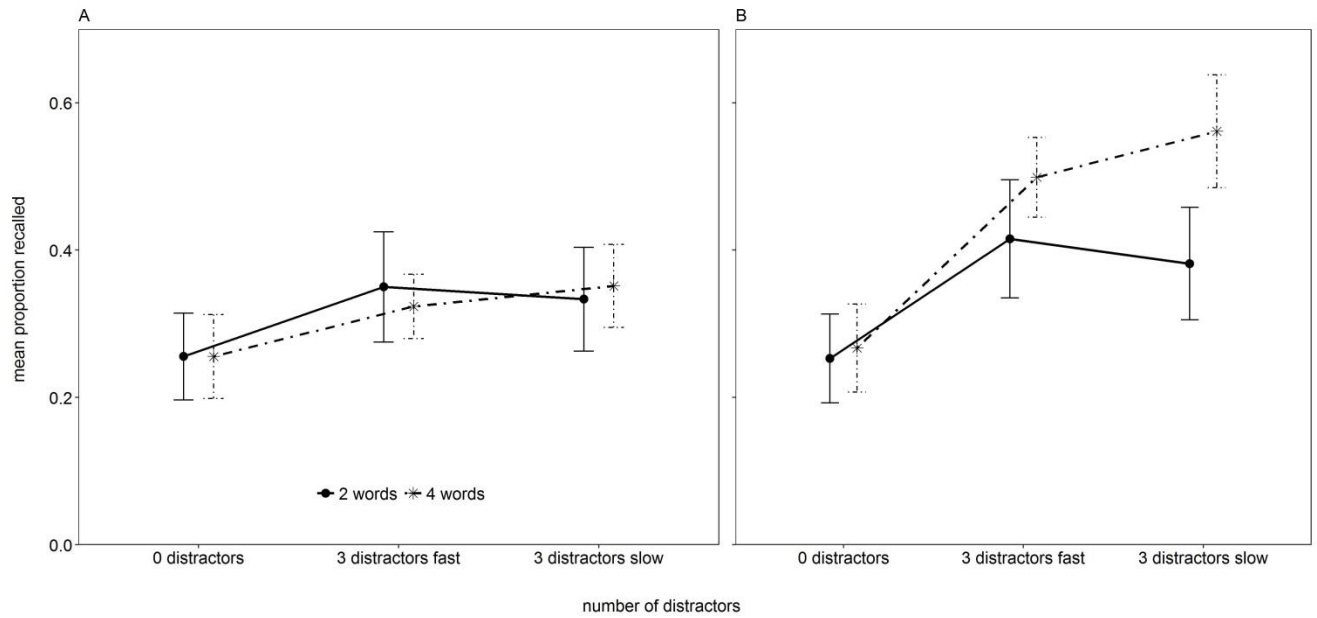 A
B
mean proportion recalled
0.6
0.4
0.2
0.0
2 words 4 words
0 distractors 3 distractors fast 3 distractors slow
0 distractors 3 distractors fast 3 distractors slow
number of distractors